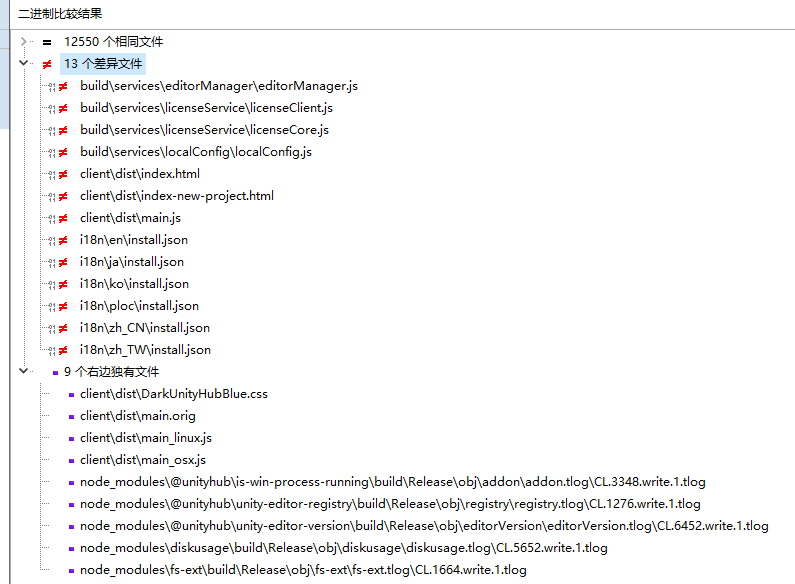 二进制比较结果
12550 个相同文件
13 个差异文件
build\services\editorManager\editorManager.js
build\services\licenseService\licenseClient.js
build\services\licenseService\licenseCore.js
build\services\localConfig\localConfig.js
client\dist\index.html
client\dist\index-new-project.html
client\dist\main.js
i18n\en\install.json
i18n\ja\install.json
i18n\ko\install.json
i18n\ploc\install.json
i18n\zh_CN\install.json
i18n\zh_TW\install.json
9 个右边独有文件
client\dist\DarkUnityHubBlue.css
client\dist\main.orig
client\dist\main_linux.js
client\dist\main_osx.js
node_modules\@unityhub\is-win-process-running\build\Release\obj\addon\addon.tlog\CL.3348.write.1.tlog
node_modules\@unityhub\unity-editor-registry\build\Release\obj\registry\registry.tlog\CL.1276.write.1.tlog
node_modules\@unityhub\unity-editor-version\build\Release\obj\editorVersion\editorVersion.tlog\CL.6452.write.1.tlog
node_modules\diskusage\build\Release\obj\diskusage\diskusage.tlog\CL.5652.write.1.tlog
node_modules\fs-ext\build\Release\obj\fs-ext\fs-ext.tlog\CL.1664.write.1.tlog